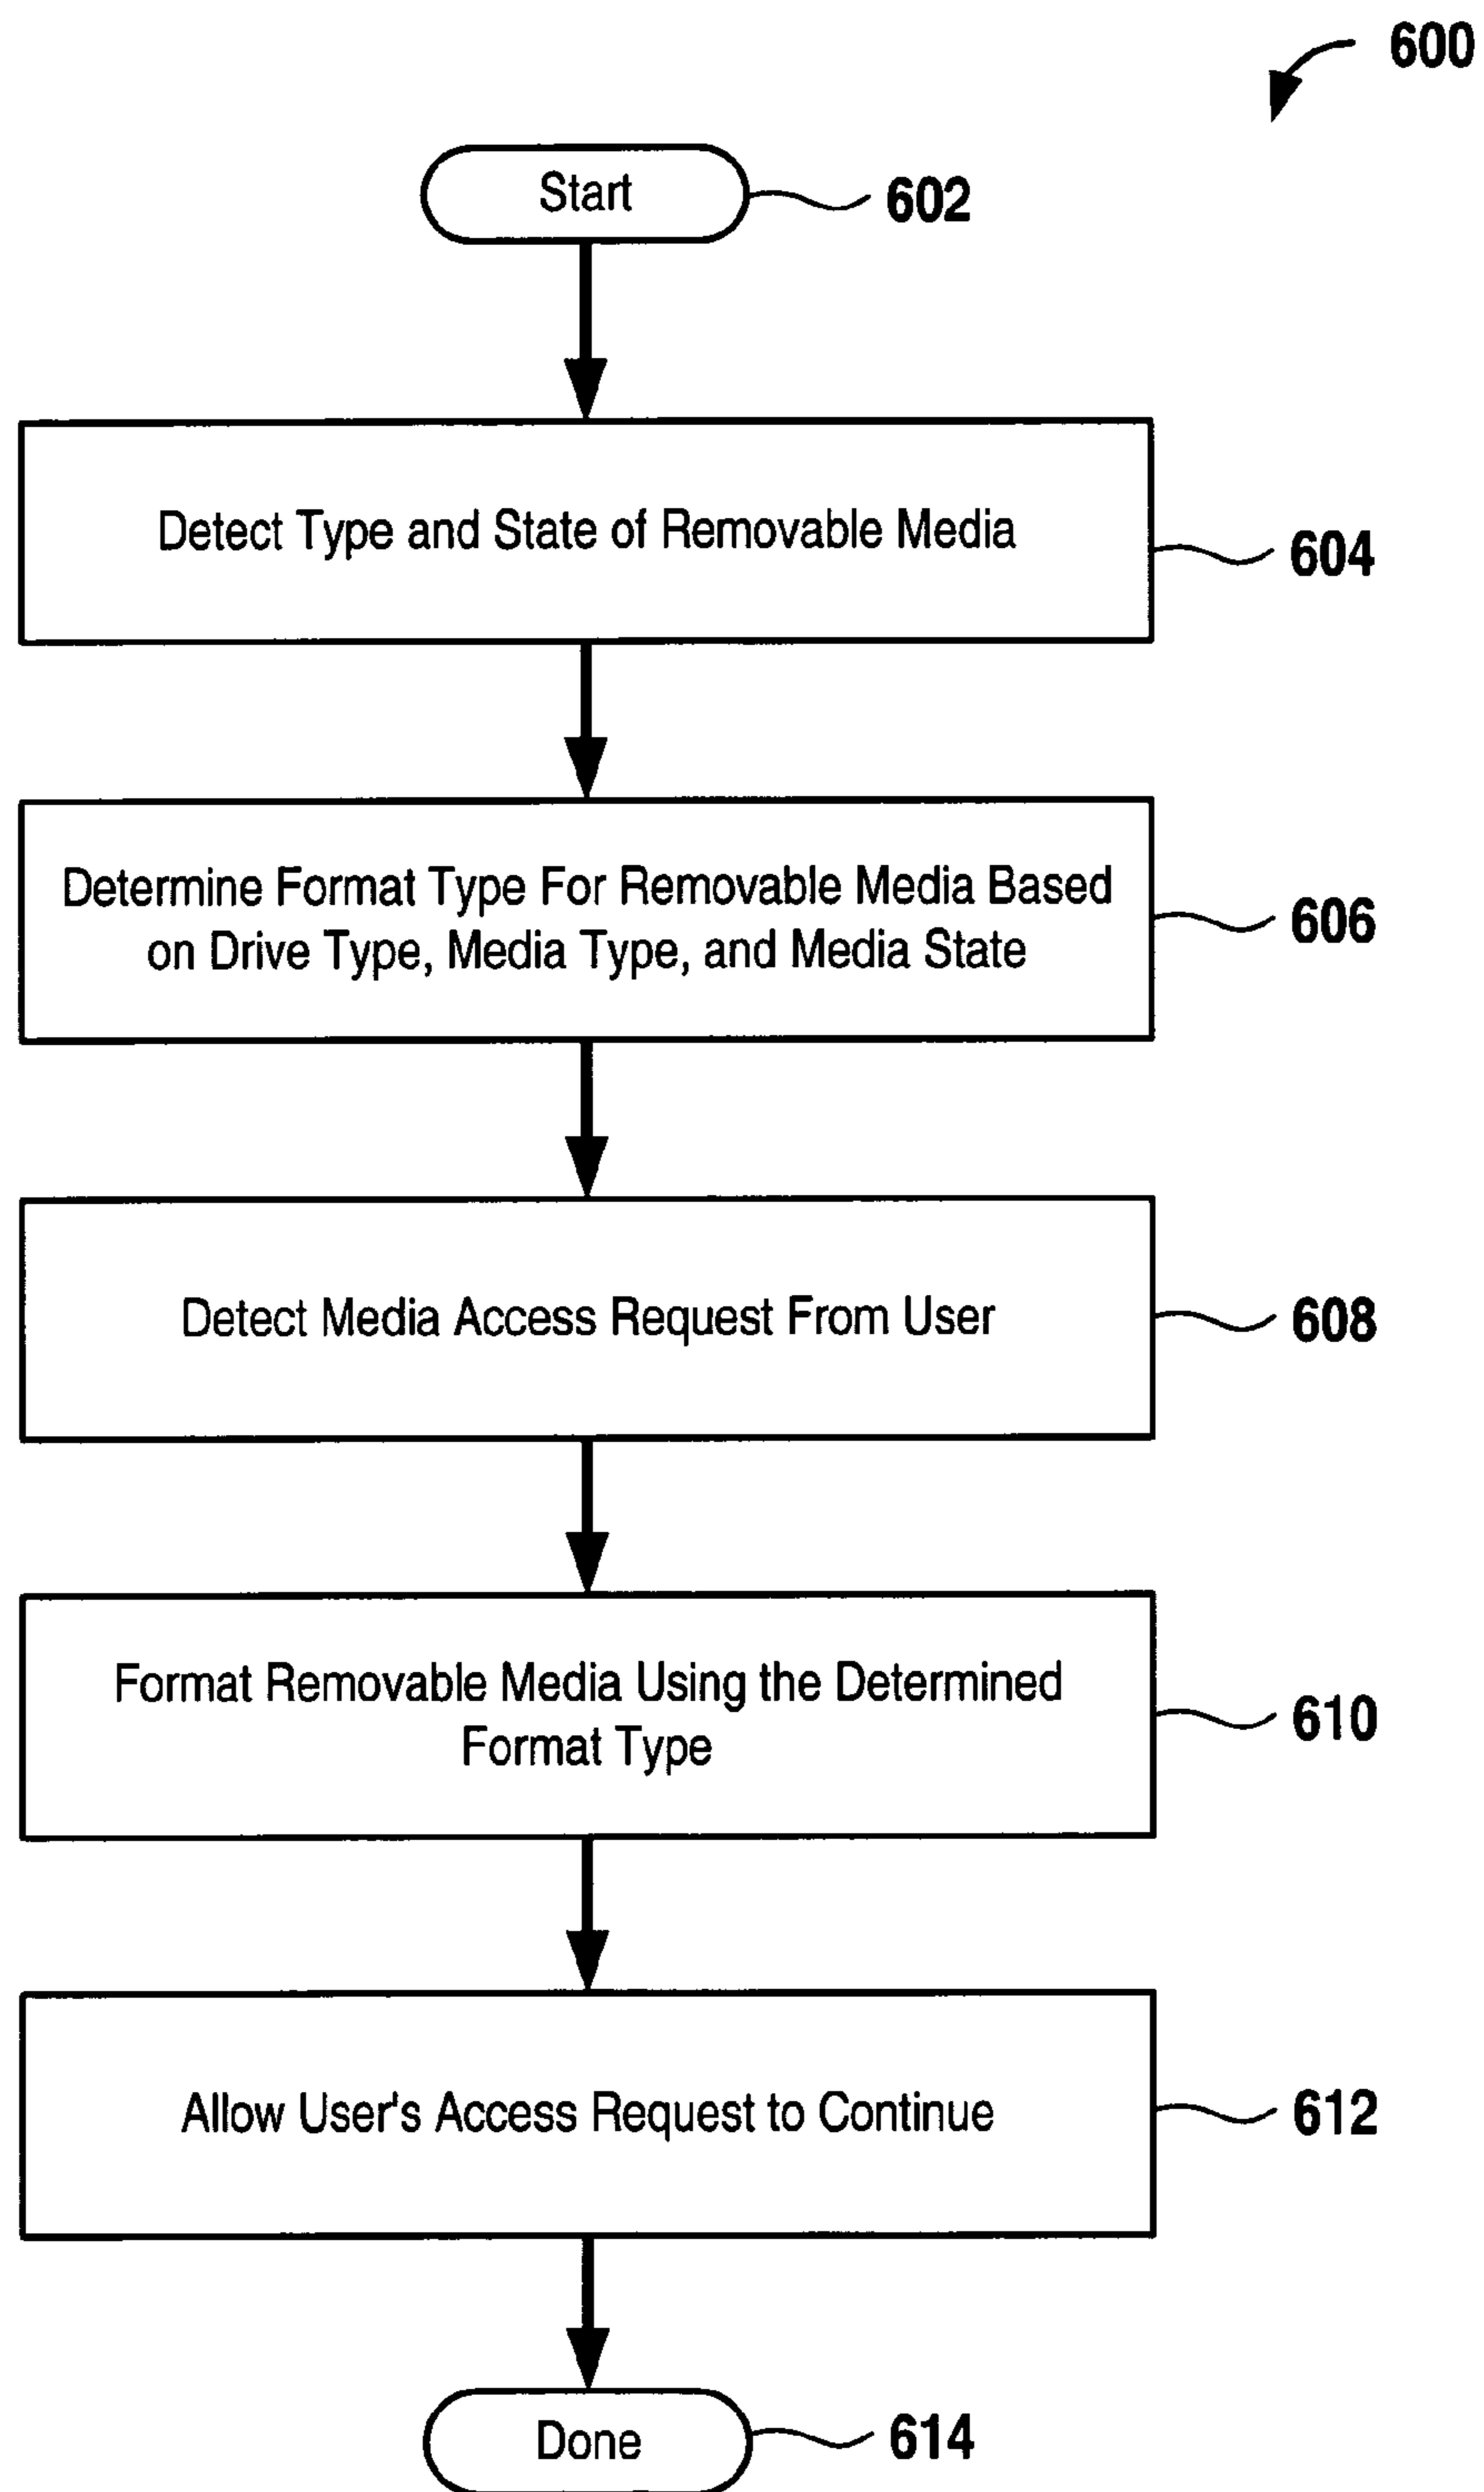 600
Start
602
Detect Type and State of Removable Media
604
Determine Format Type For Removable Media Based
on Drive Type, Media Type, and Media State
606
Detect Media Access Request From User
608
Format Removable Media Using the Determined
Format Type
610
Allow User's Access Request to Continue
612
Done
614